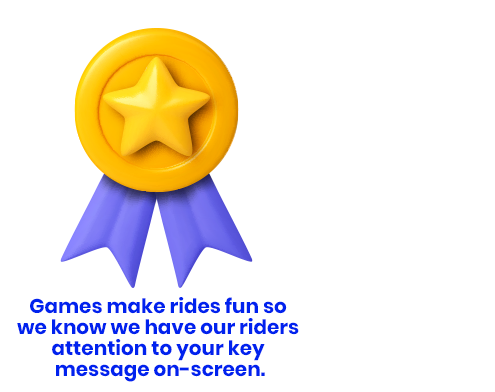 Games make rides fun so
we know we have our riders
attention to your key
message on-screen.